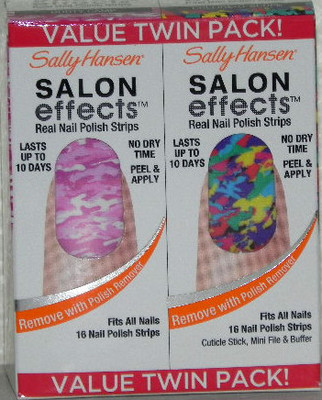 VALUE TWIN PACK!
Sally Hansen®
SALON
effects™
Real Nail Polish Strips
LASTS
UP TO
10 DAYS
NO DRY
TIME
PEEL &
APPLY
Remove with Polish Remover
Fits All Nails
16 Nail Polish Strips
Sally Hansen®
SALON
effects™
Real Nail Polish Strips
LASTS
UP TO
10 DAYS
NO DRY
TIME
PEEL &
APPLY
Remove with Polish Remover
Fits All Nails
16 Nail Polish Strips
Cuticle Stick, Mini File & Buffer
VALUE TWIN PACK!